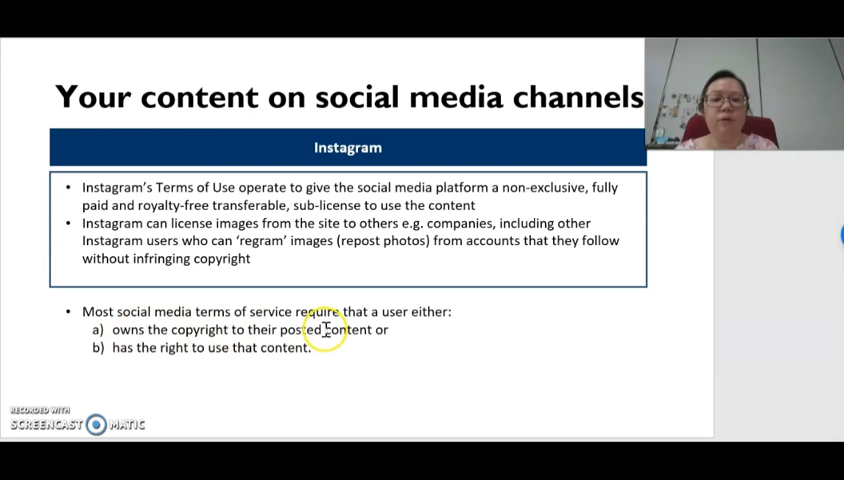 Your content on social media channels
Instagram
• Instagram's Terms of Use operate to give the social media platform a non-exclusive, fully
paid and royalty-free transferable, sub-license to use the content
• Instagram can license images from the site to others e.g. companies, including other
Instagram users who can 'regram' images (repost photos) from accounts that they follow
without infringing copyright
• Most social media terms of service require that a user either:
a) owns the copyright to their posted content or
b) has the right to use that content.
RECORDED WITH
SCREENCAST MATIC